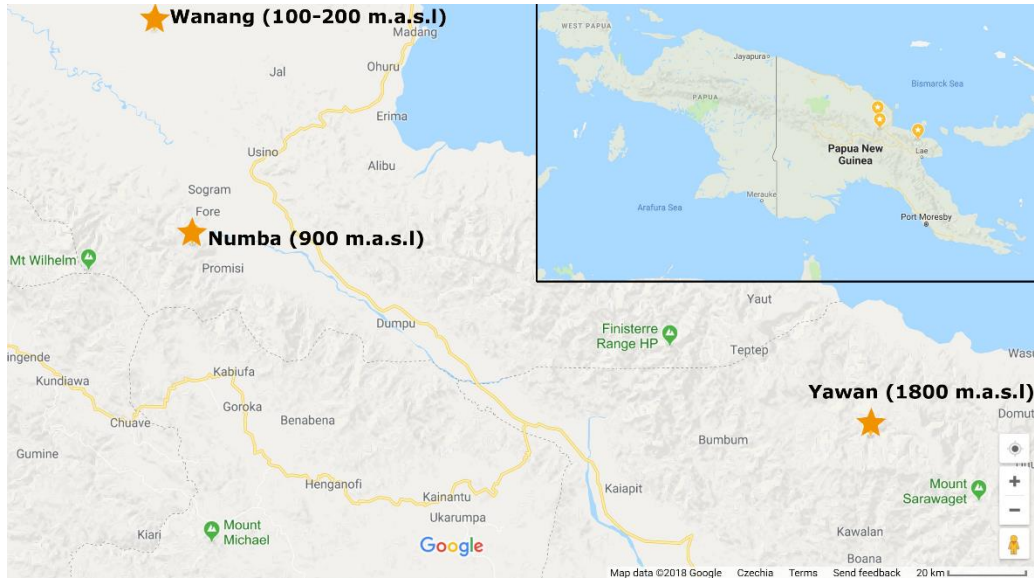 Wanang (100-200 m.a.s.l)
Madang
Jal
Ohuru
Erima
Usino
Alibu
Sogram
Fore
Numba (900 m.a.s.l)
Mt Wilhelm
Promisi
Dumpu
Kabiufa
Kundiawa
Goroka
Benabena
Chuave
Gumine
Henganofi
Kainantu
Ukarumpa
Kiari
Mount
Michael
Google
WEST PAPUA
Jayapura
Bismarck Sea
PAPUA
Papua New
Guinea
Lae
Merauke
Arafura Sea
Port Moresby
Yaut
Finisterre
Range HP
Teptep
Yawan (1800 m.a.s.l)
Bumbum
Kaiapit
Mount
Sarawaget
Kawalan
Boana
Map data ©2018 Google Czechia Terms Send feedback 20 km